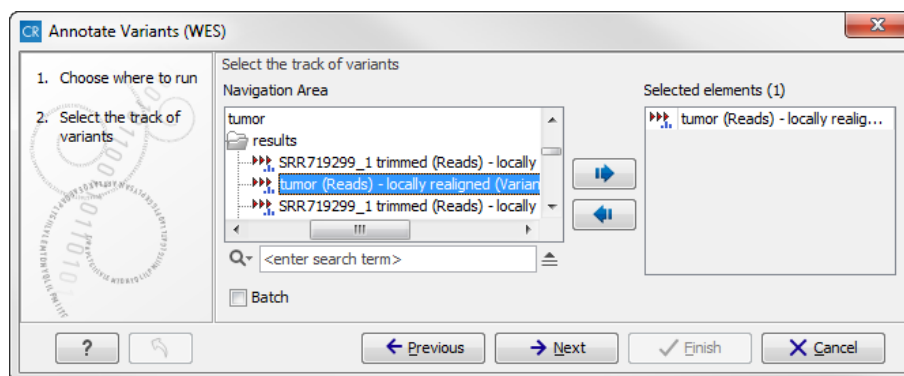 CR Annotate Variants (WES)
1. Choose where to run
2. Select the track of
variants
Select the track of variants
Navigation Area
tumor
results
SRR719299_1 trimmed (Reads) - locally
tumor (Reads) - locally realigned (Varian
SRR719299_1 trimmed (Reads) - locally
<enter search term>
Batch
Selected elements (1)
tumor (Reads) - locally realig...
?
Previous
Next
Finish
Cancel